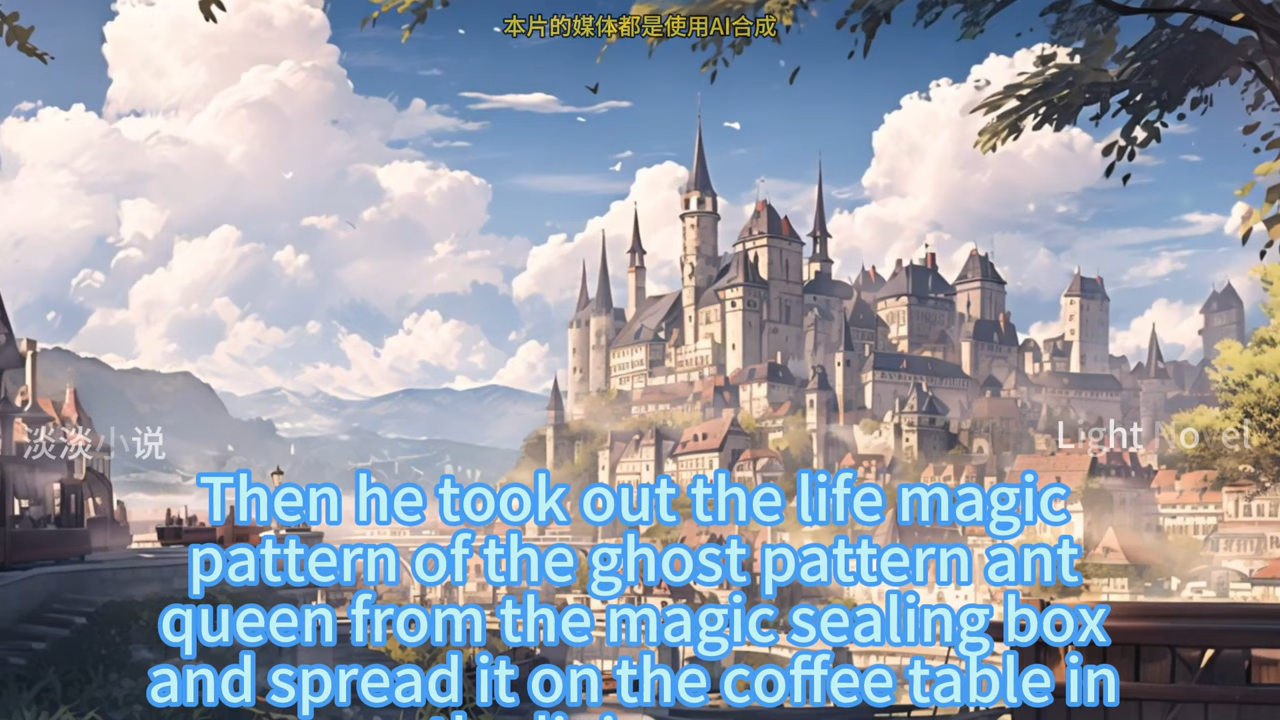 本片的媒体都是使用AI合成
淡淡小说
Light Novel
Then he took out the life magic
pattern of the ghost pattern ant
queen from the magic sealing box
and spread it on the coffee table in